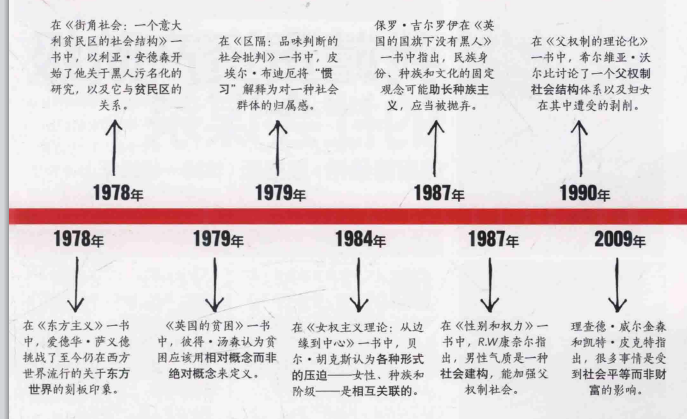 在《街角社会：一个意大
利贫民区的社会结构》一
书中，以利亚·安德森开
始了他关于黑人污名化的
研究，以及它与贫民区的
关系。
1978年
在《区隔：品味判断的
社会批判》一书中，皮
埃尔·布迪厄将“惯
习”解释为对一种社会
群体的归属感。
1979年
保罗·吉尔罗伊在《英
国的国旗下没有黑人》
一书中指出，民族身
份、种族和文化的固定
观念可能助长种族主
义，应当被抛弃。
1987年
在《父权制的理论化》
一书中，希尔维亚·沃
尔比讨论了一个父权制
社会结构体系以及妇女
在其中遭受的剥削。
1990年
1978年
在《东方主义》一书
中，爱德华·萨义德
挑战了至今仍在西方
世界流行的关于东方
世界的刻板印象。
1979年
《英国的贫困》一书
中，彼得·汤森认为贫
困应该用相对概念而非
绝对概念来定义。
1984年
在《女权主义理论：从边
缘到中心》一书中，贝
尔·胡克斯认为各种形式
的压迫——女性、种族和
阶级——是相互关联的。
1987年
在《性别和权力》一
书中，R.W康奈尔指
出，男性气质是一种
社会建构，能加强父
权制社会。
2009年
理查德·威尔金森
和凯特·皮克特指
出，很多事情是受
到社会平等而非财
富的影响。